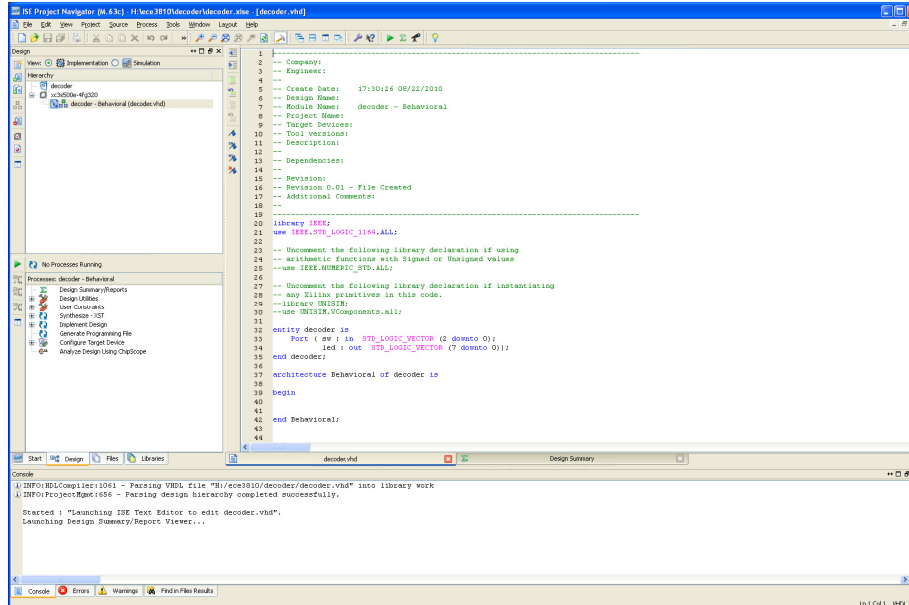 ISE Project Navigator (M.63c) - H:\ece3810\decoder\decoder.xise - [decoder.vhd]
File Edit View Project Source Process Tools Window Layout Help
Design
View: Implementation Simulation
Hierarchy
decoder
xc3s500e-4fg320
decoder - Behavioral (decoder.vhd)
No Processes Running
Processes: decoder - Behavioral
Design Summary/Reports
Design Utilities
User Constraints
Synthesize - XST
Implement Design
Generate Programming File
Configure Target Device
Analyze Design Using ChipScope
Start Design Files Libraries
1 ----------------------------------------------------------------------------------
2 -- Company:
3 -- Engineer:
4 --
5 -- Create Date:    17:30:26 08/22/2010
6 -- Design Name:
7 -- Module Name:    decoder - Behavioral
8 -- Project Name:
9 -- Target Devices:
10 -- Tool versions:
11 -- Description:
12 --
13 -- Dependencies:
14 --
15 -- Revision:
16 -- Revision 0.01 - File Created
17 -- Additional Comments:
18 --
19 ----------------------------------------------------------------------------------
20 library IEEE;
21 use IEEE.STD_LOGIC_1164.ALL;
22
23 -- Uncomment the following library declaration if using
24 -- arithmetic functions with Signed or Unsigned values
25 --use IEEE.NUMERIC_STD.ALL;
26
27 -- Uncomment the following library declaration if instantiating
28 -- any Xilinx primitives in this code.
29 --library UNISIM;
30 --use UNISIM.VComponents.all;
31
32 entity decoder is
33 Port ( sw : in  STD_LOGIC_VECTOR (2 downto 0);
34 led : out  STD_LOGIC_VECTOR (7 downto 0));
35 end decoder;
36
37 architecture Behavioral of decoder is
38
39 begin
40
41
42 end Behavioral;
43
44
decoder.vhd Design Summary
Console
INFO:HDLCompiler:1061 - Parsing VHDL file "H:/ece3810/decoder/decoder.vhd" into library work
INFO:ProjectMgmt:656 - Parsing design hierarchy completed successfully.
Started : "Launching ISE Text Editor to edit decoder.vhd".
Launching Design Summary/Report Viewer...
Console Errors Warnings Find in Files Results
Ln 1 Col 1 VHDL